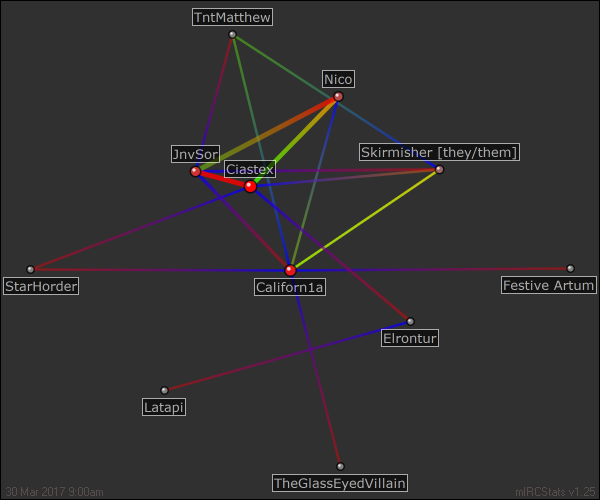 TntMatthew
Nico
JnvSor
Skirmisher [they/them]
Ciastex
StarHorder
Californ1a
Festive Artum
Elrontur
Latapi
TheGlassEyedVillain
30 Mar 2017 9:00am
mIRCStats v1.25